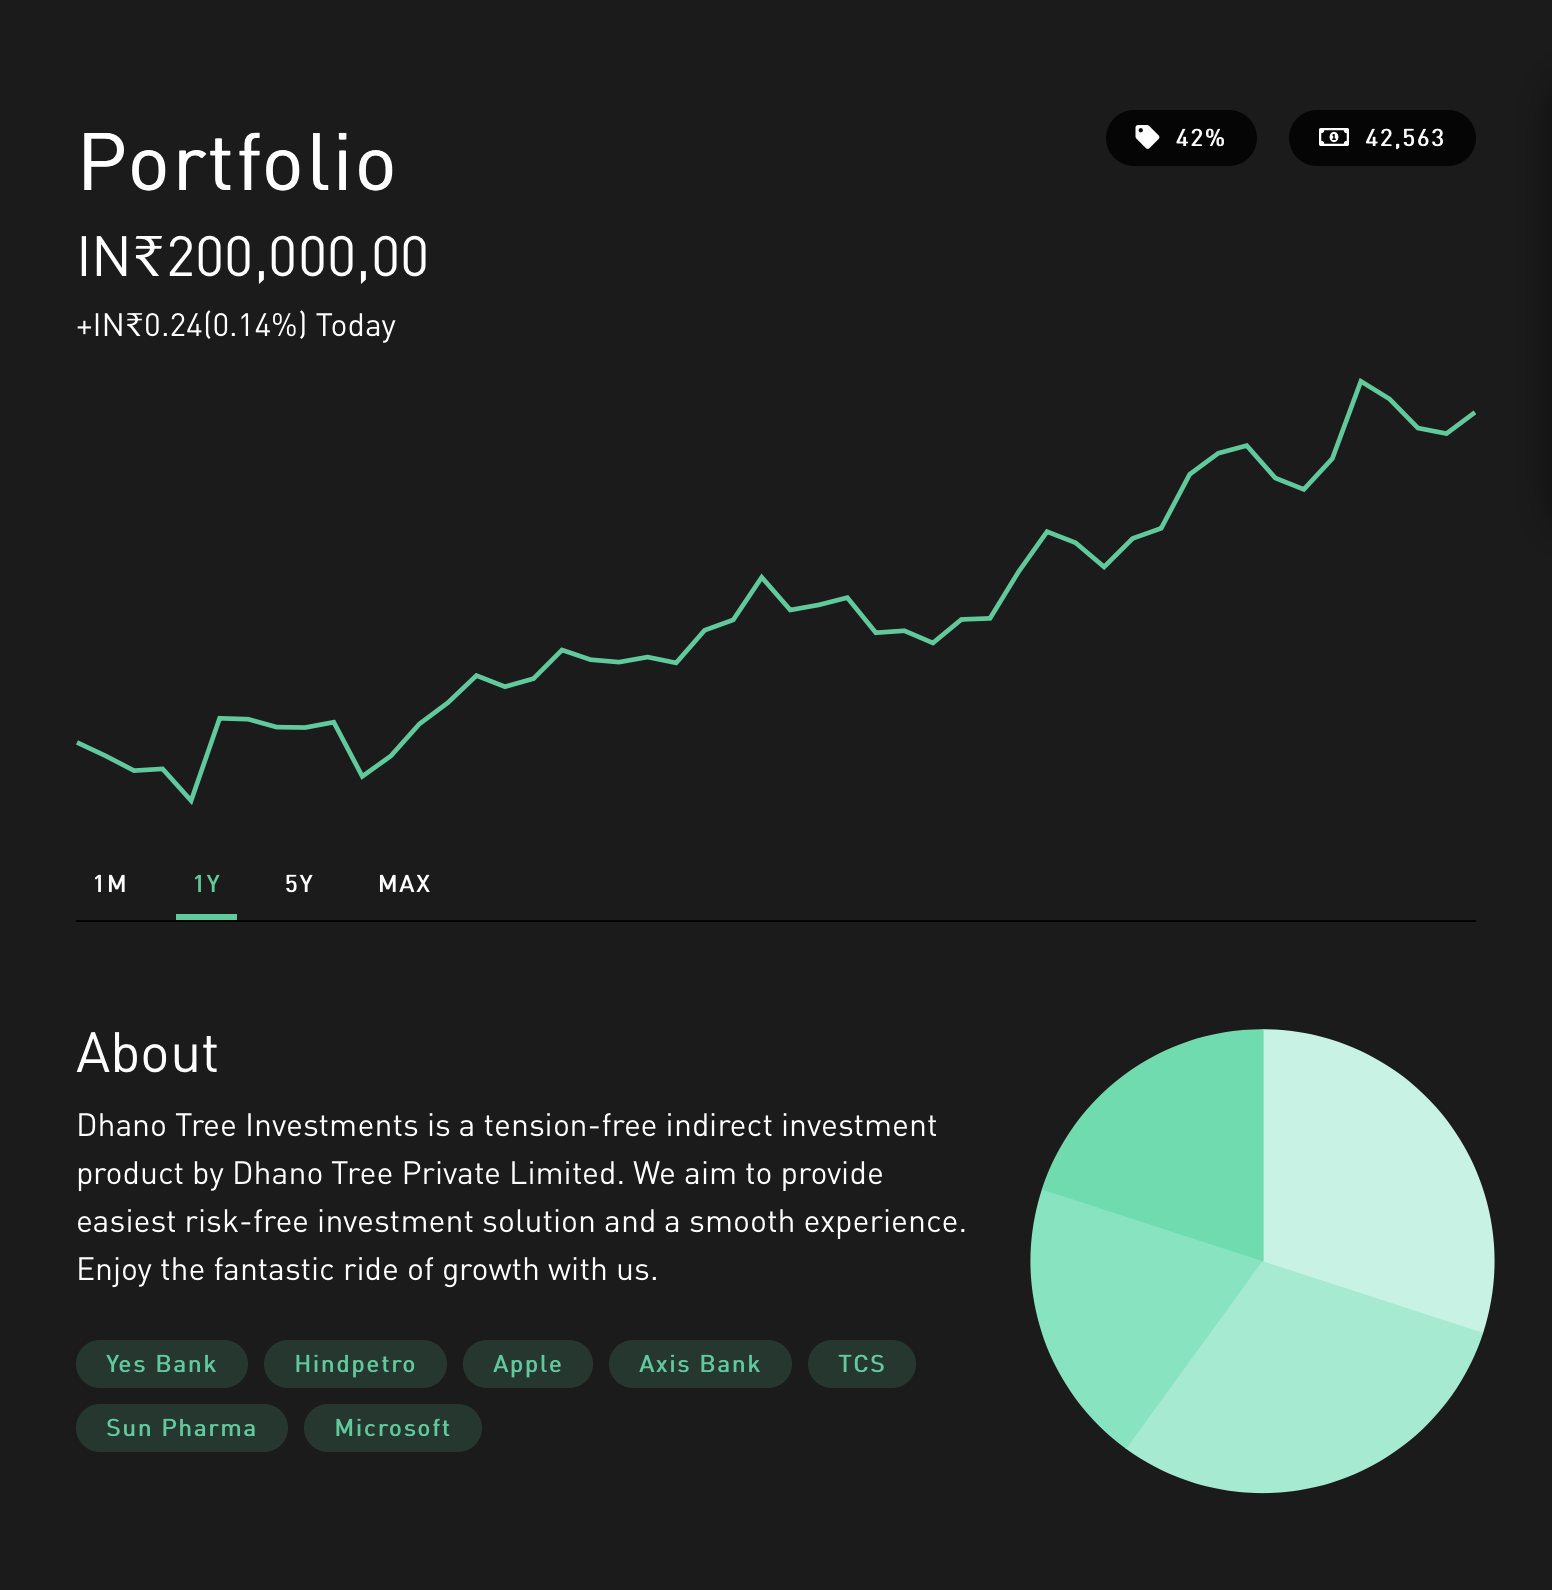 Portfolio
42%
42,563
IN₹200,000,00
+IN₹0.24(0.14%) Today
1M 1Y 5Y MAX
About
Dhano Tree Investments is a tension-free indirect investment
product by Dhano Tree Private Limited. We aim to provide
easiest risk-free investment solution and a smooth experience.
Enjoy the fantastic ride of growth with us.
Yes Bank Hindpetro Apple Axis Bank TCS
Sun Pharma Microsoft